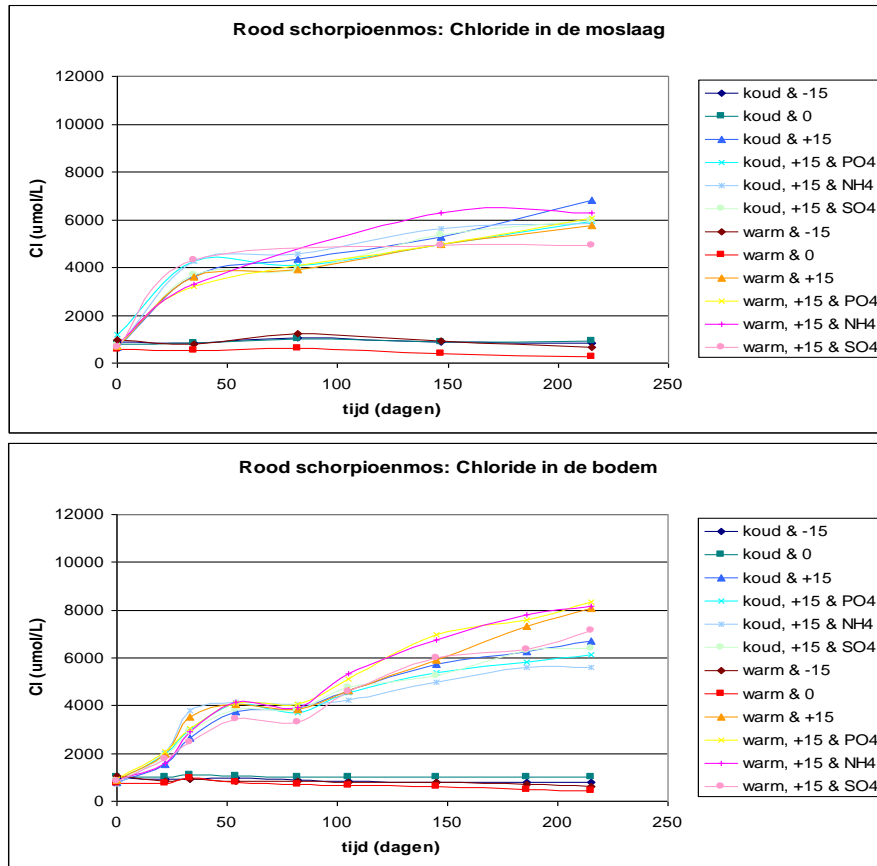 Rood schorpioenmos: Chloride in de moslaag
12000
10000
8000
6000
4000
2000
0
Cl (umol/L)
0 50 100 150 200 250
tijd (dagen)
koud & -15
koud & 0
koud & +15
koud, +15 & PO4
koud, +15 & NH4
koud, +15 & SO4
warm & -15
warm & 0
warm & +15
warm, +15 & PO4
warm, +15 & NH4
warm, +15 & SO4
Rood schorpioenmos: Chloride in de bodem
12000
10000
8000
6000
4000
2000
0
Cl (umol/L)
0 50 100 150 200 250
tijd (dagen)
koud & -15
koud & 0
koud & +15
koud, +15 & PO4
koud, +15 & NH4
koud, +15 & SO4
warm & -15
warm & 0
warm & +15
warm, +15 & PO4
warm, +15 & NH4
warm, +15 & SO4